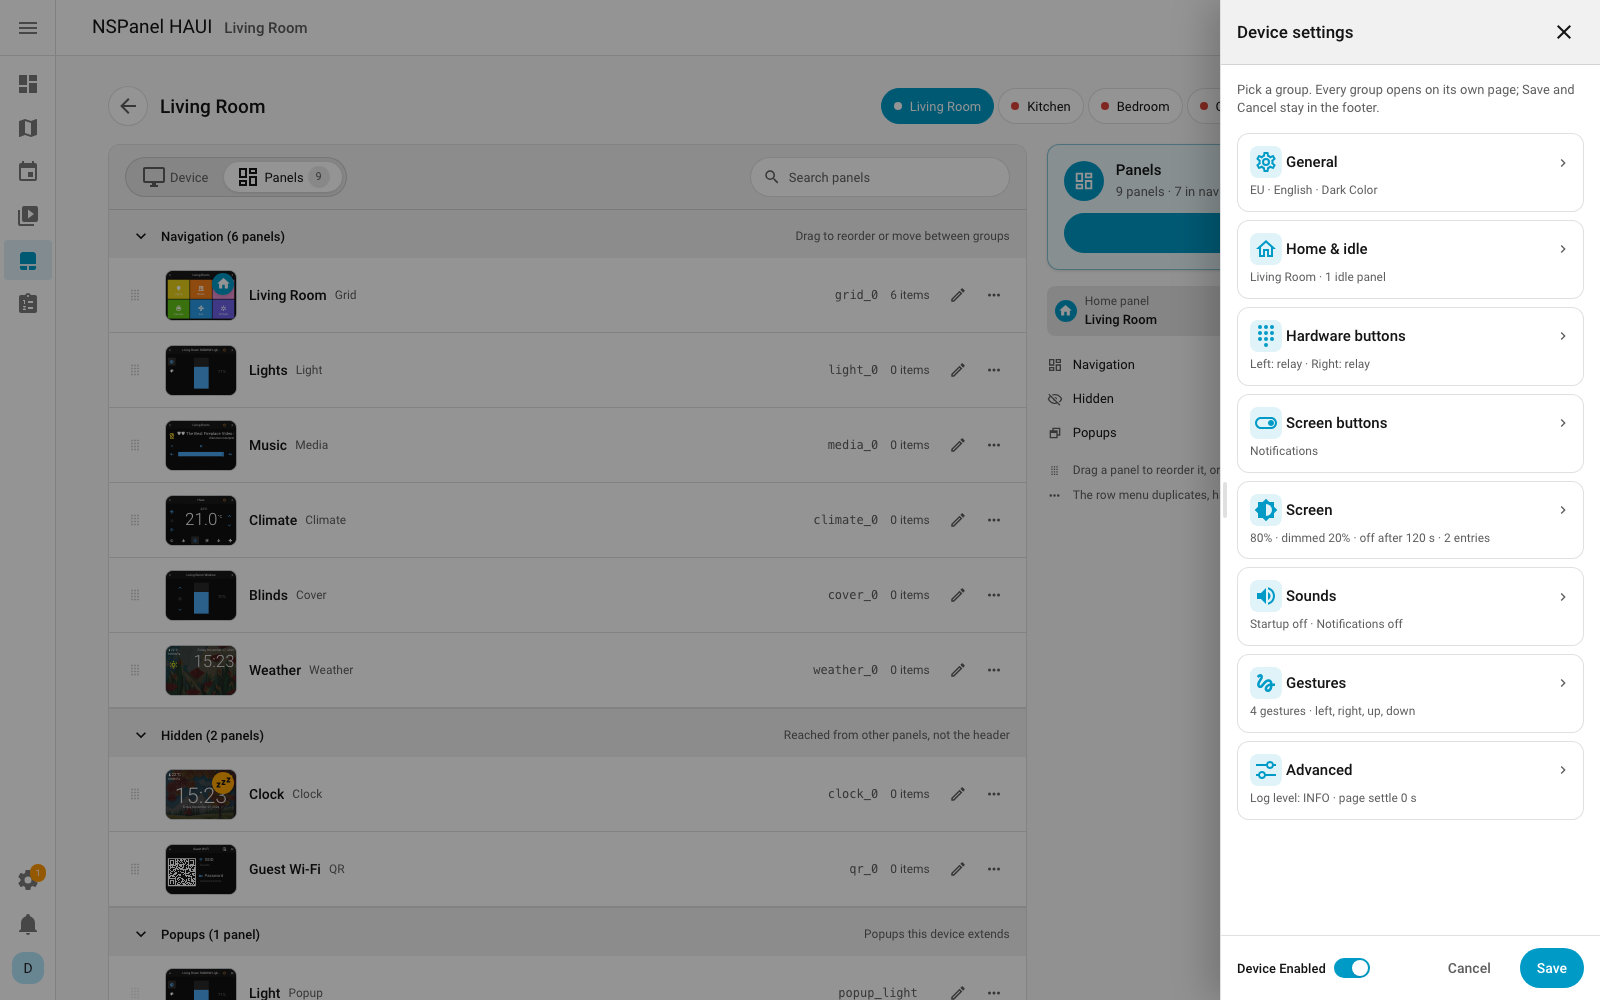 NSPanel HAUI Living Room
Living Room
Living Room
Kitchen
Bedroom
Device
Panels 9
Search panels
Navigation (6 panels)
Drag to reorder or move between groups
Living Room Grid
grid_0 6 items
Lights Light
light_0 0 items
Music Media
media_0 0 items
21.0
Climate Climate
climate_0 0 items
Blinds Cover
cover_0 0 items
15:23
Weather Weather
weather_0 0 items
Hidden (2 panels)
Reached from other panels, not the header
15:23
zzz
Clock Clock
clock_0 0 items
Guest Wi-Fi QR
qr_0 0 items
Popups (1 panel)
Popups this device extends
Light Popup
popup_light 0 items
1
D
Panels
9 panels · 7 in nav
Home panel
Living Room
Navigation
Hidden
Popups
Drag a panel to reorder it, or
The row menu duplicates, h
Device settings
Pick a group. Every group opens on its own page; Save and
Cancel stay in the footer.
General
EU · English · Dark Color
Home & idle
Living Room · 1 idle panel
Hardware buttons
Left: relay · Right: relay
Screen buttons
Notifications
Screen
80% · dimmed 20% · off after 120 s · 2 entries
Sounds
Startup off · Notifications off
Gestures
4 gestures · left, right, up, down
Advanced
Log level: INFO · page settle 0 s
Device Enabled
Cancel
Save